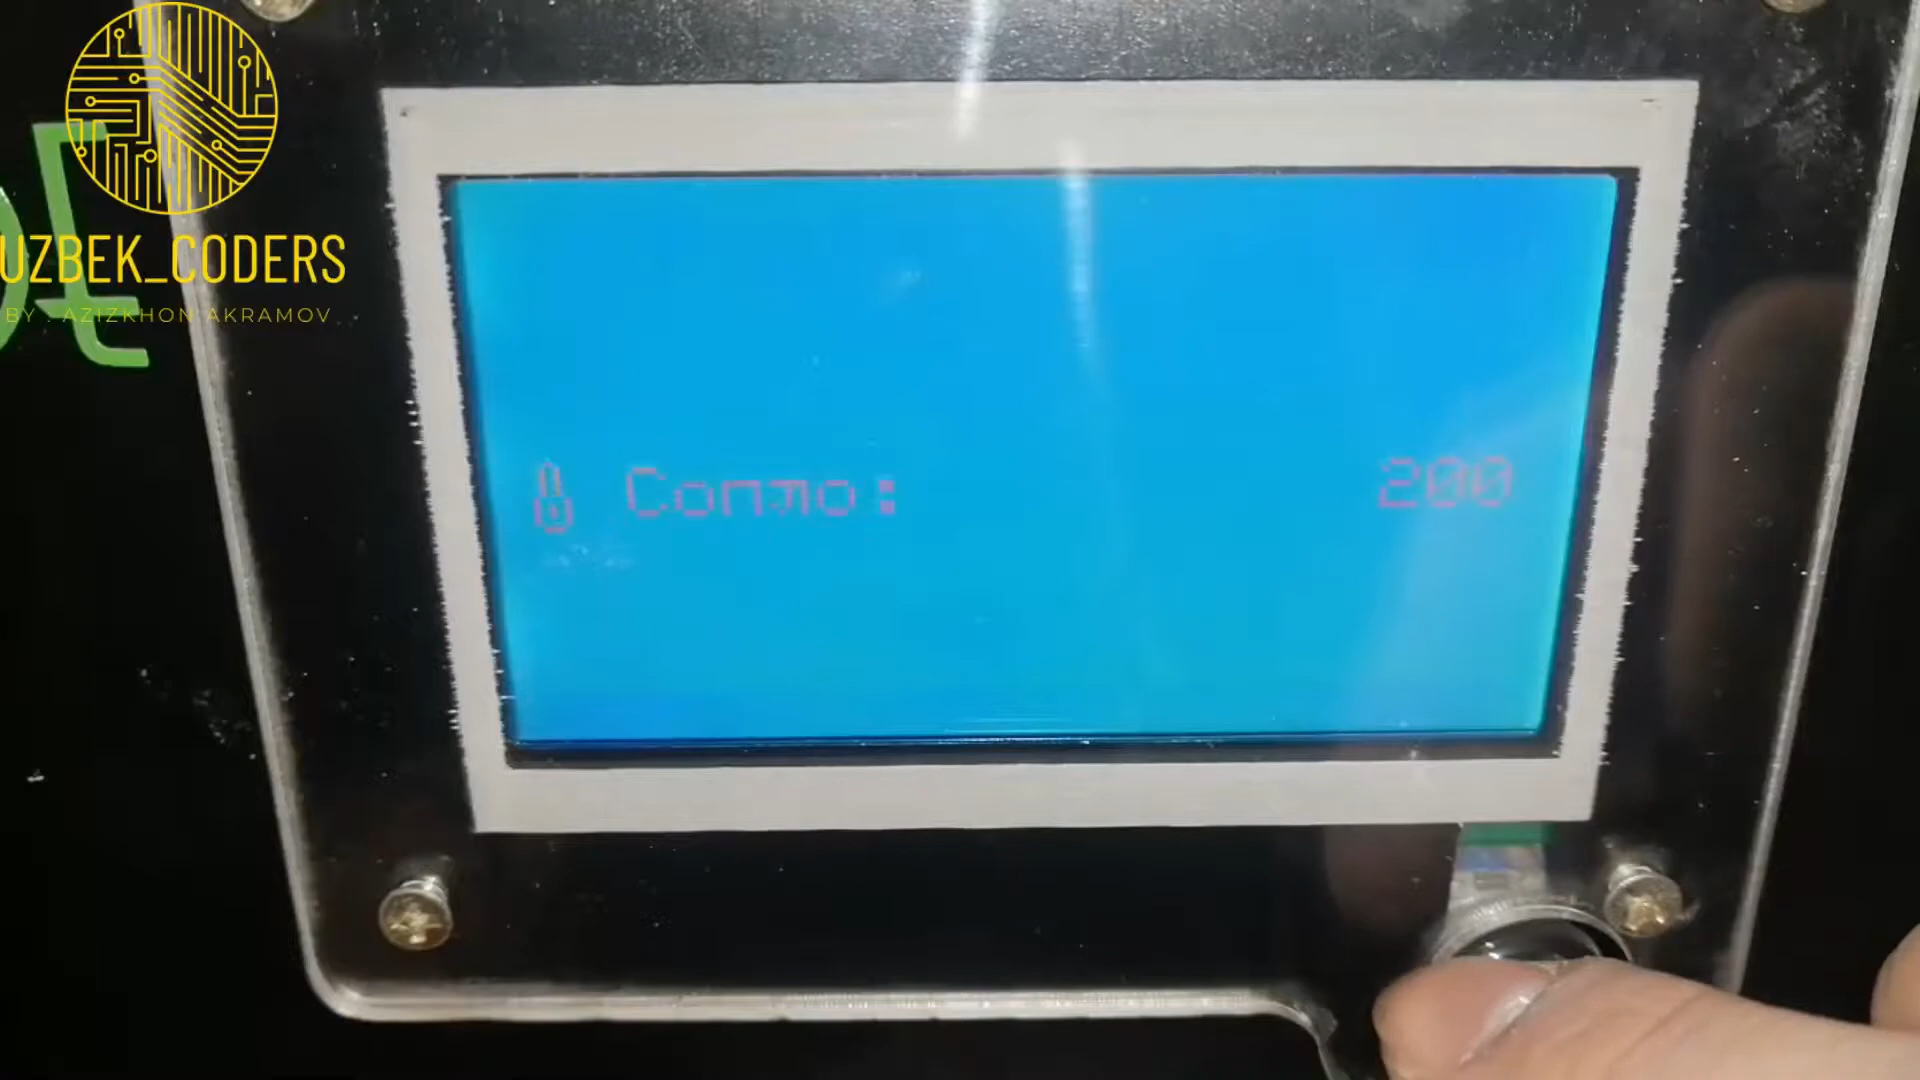 UZBEK_CODERS
BY : AZIZKHON AKRAMOV
Сопло: 200